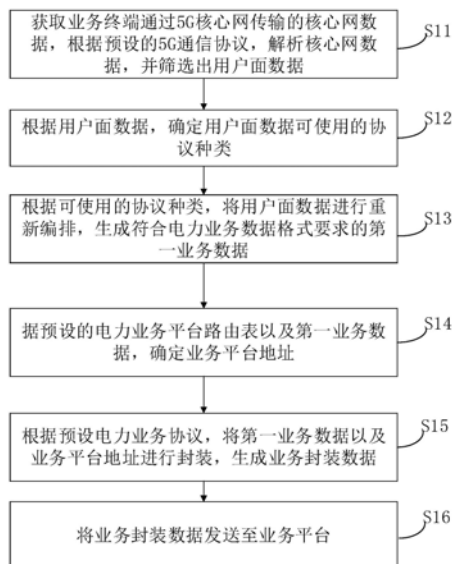 获取业务终端通过5G核心网传输的核心网数
据，根据预设的5G通信协议，解析核心网数
据，并筛选出用户面数据
S11
根据用户面数据，确定用户面数据可使用的协
议种类
S12
根据可使用的协议种类，将用户面数据进行重
新编排，生成符合电力业务数据格式要求的第
一业务数据
S13
据预设的电力业务平台路由表以及第一业务数
据，确定业务平台地址
S14
根据预设电力业务协议，将第一业务数据以及
业务平台地址进行封装，生成业务封装数据
S15
将业务封装数据发送至业务平台
S16